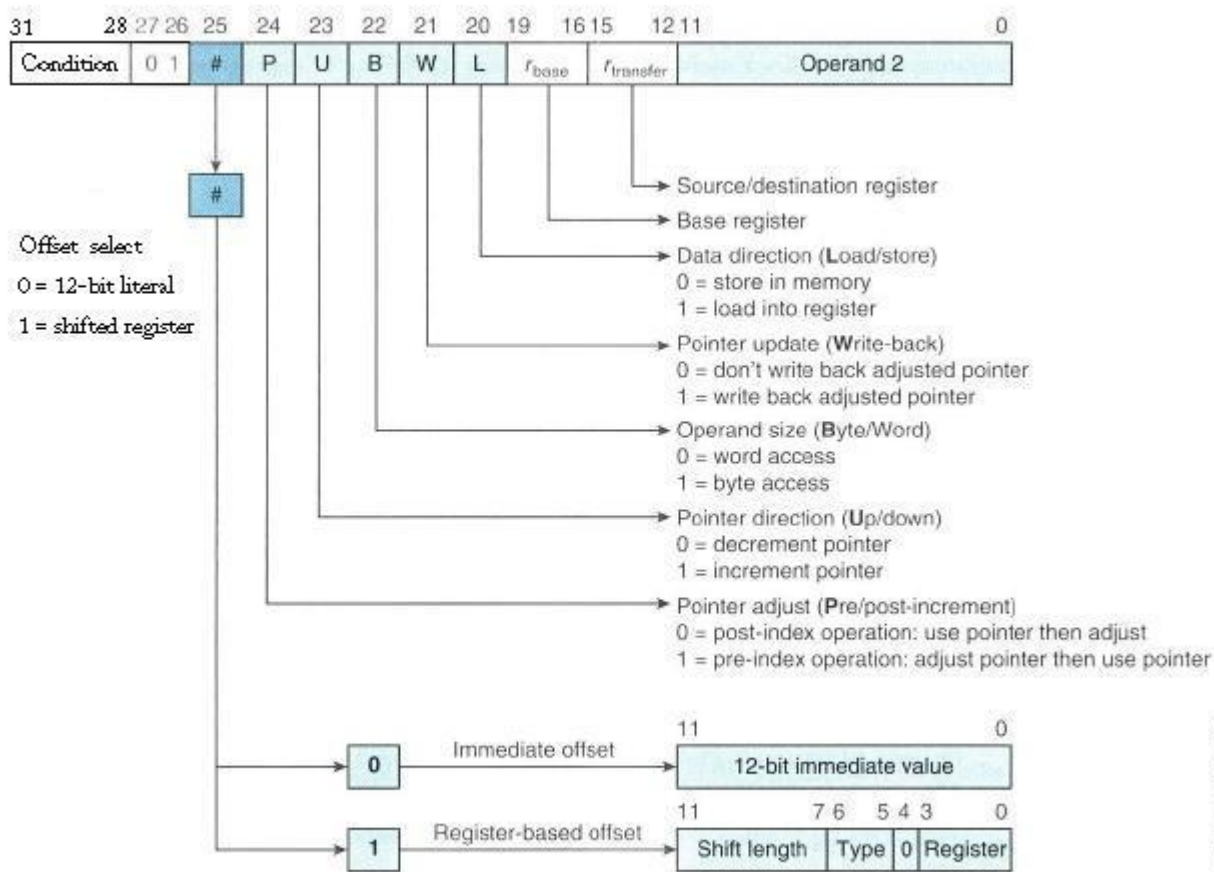 31 28 27 26 25 24 23 22 21 20 19 16 15 12 11 0
Condition 0 1 # P U B W L r base r transfer Operand 2
#
Offset select
0 = 12-bit literal
1 = shifted register
Source/destination register
Base register
Data direction (Load/store)
0 = store in memory
1 = load into register
Pointer update (Write-back)
0 = don't write back adjusted pointer
1 = write back adjusted pointer
Operand size (Byte/Word)
0 = word access
1 = byte access
Pointer direction (Up/down)
0 = decrement pointer
1 = increment pointer
Pointer adjust (Pre/post-increment)
0 = post-index operation: use pointer then adjust
1 = pre-index operation: adjust pointer then use pointer
11 0
0 Immediate offset 12-bit immediate value
11 7 6 5 4 3 0
1 Register-based offset Shift length Type 0 Register